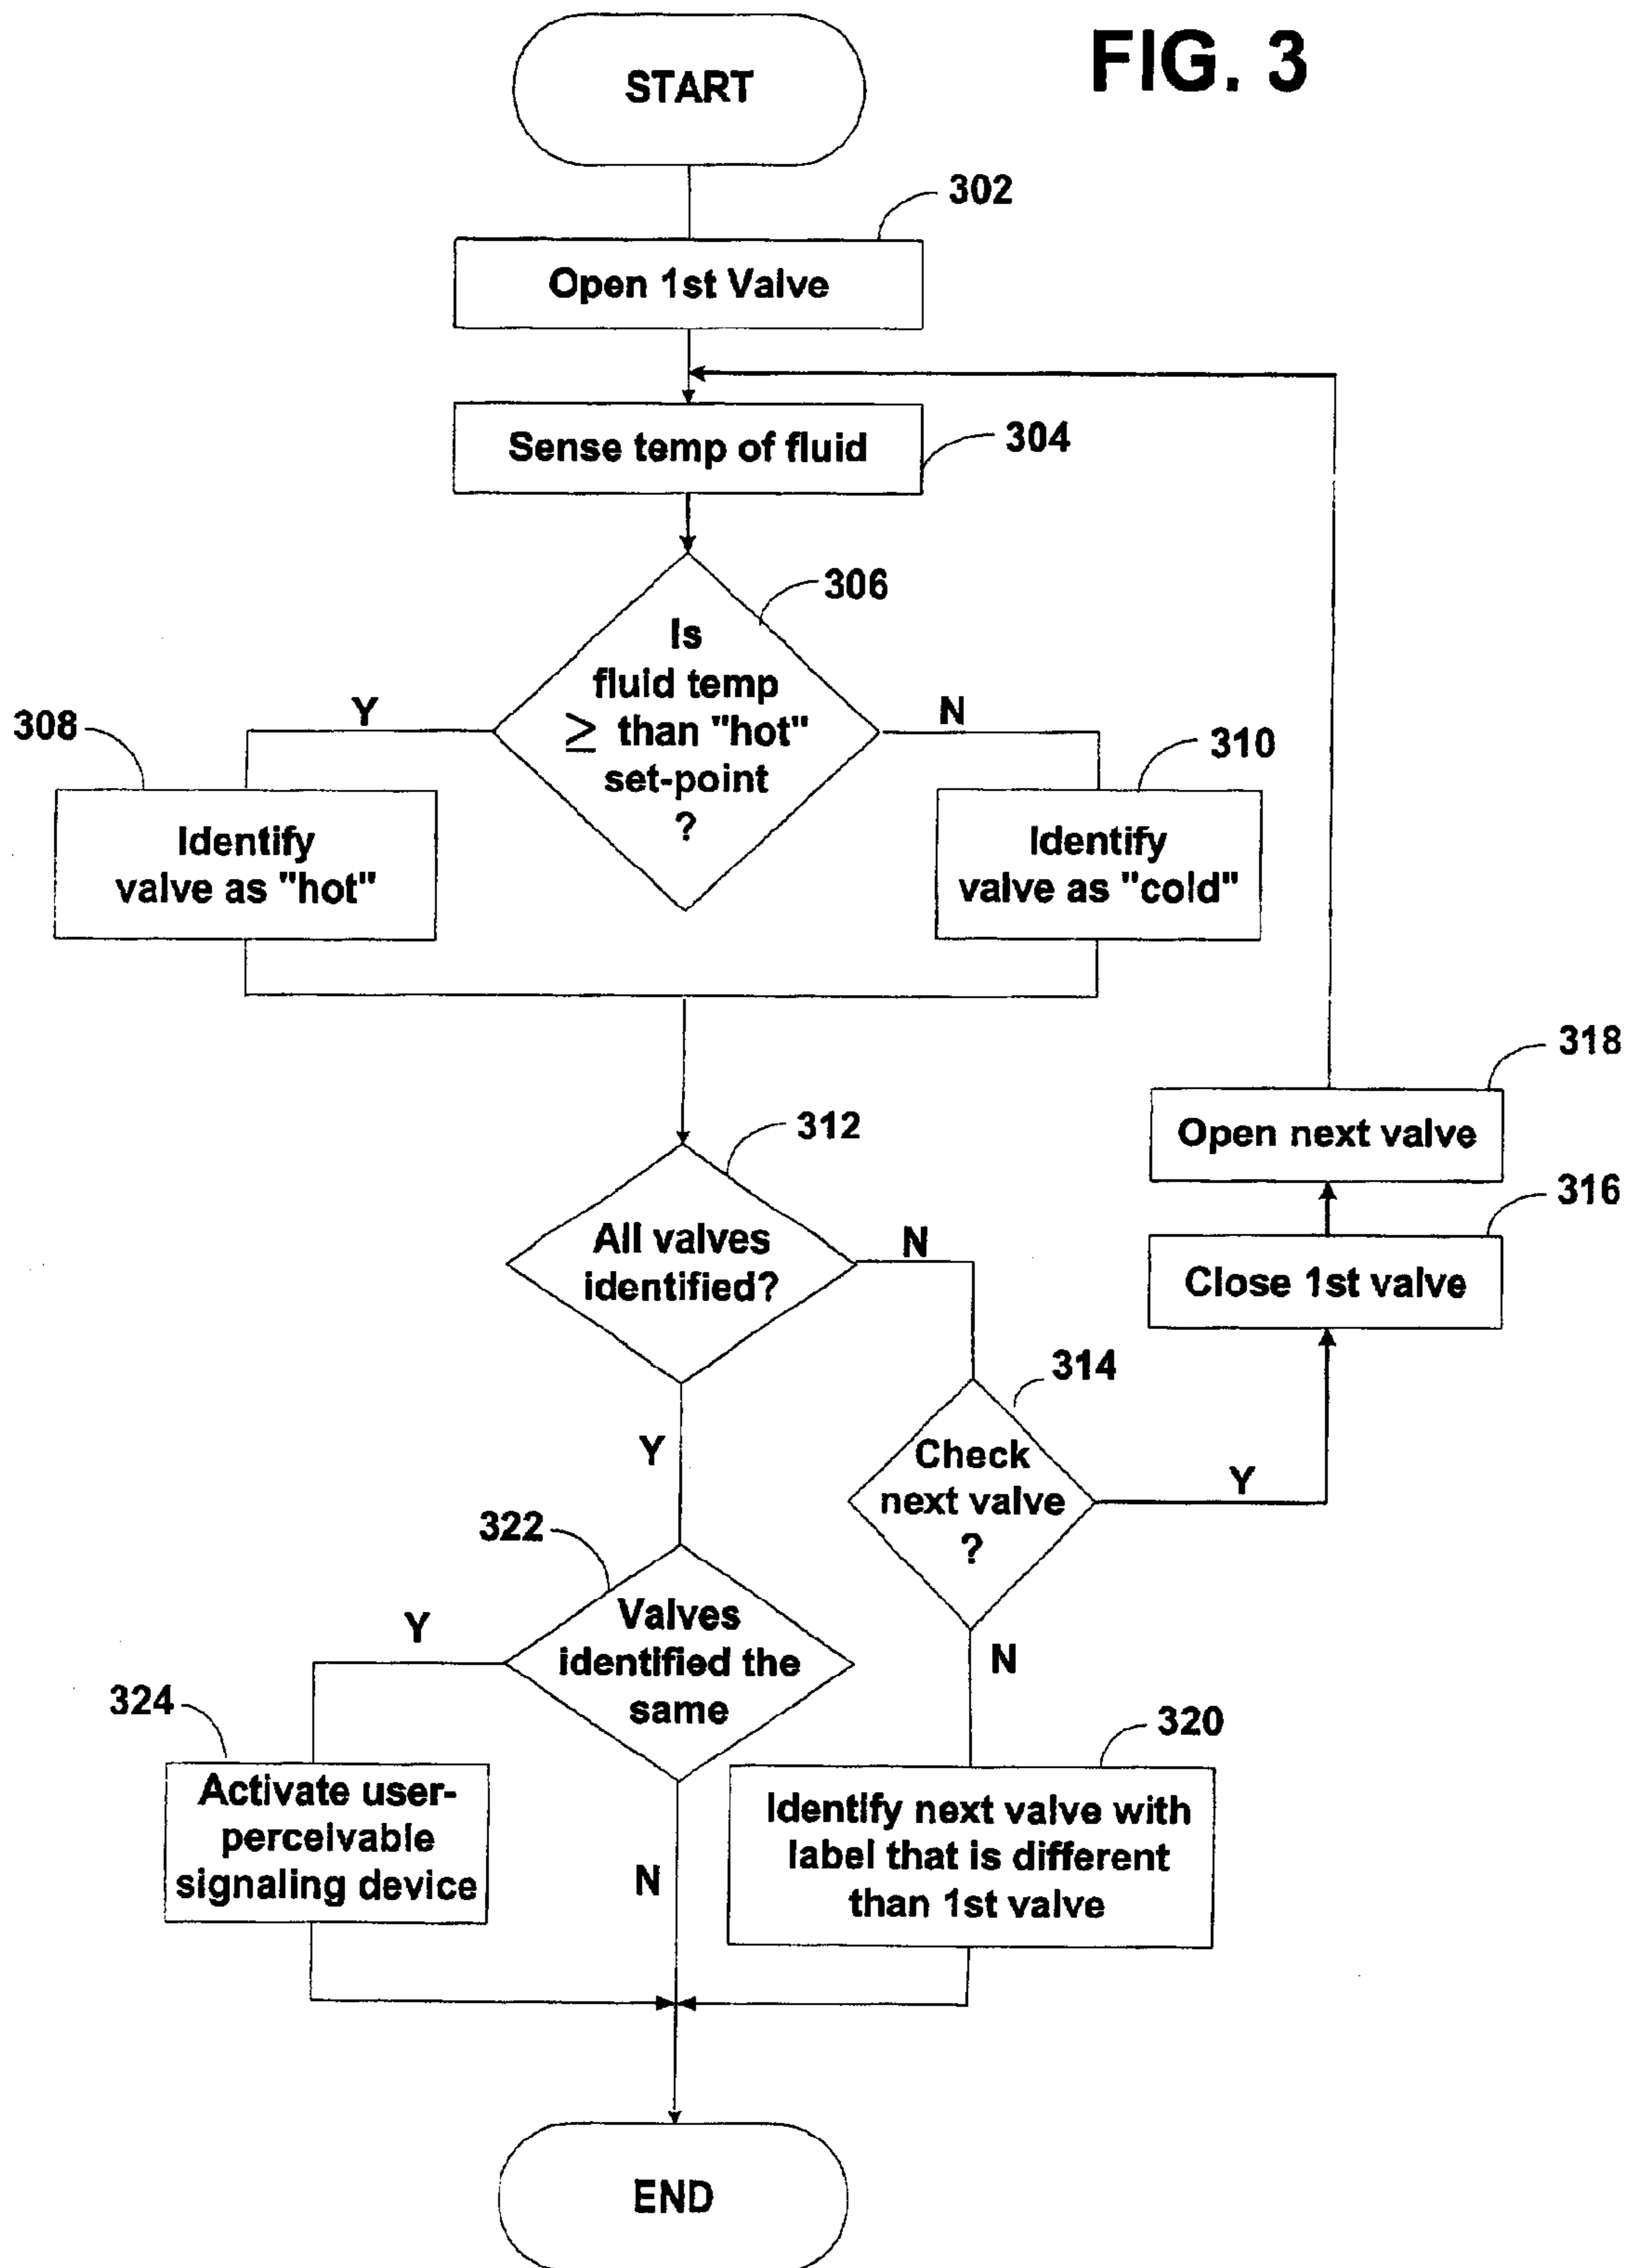 FIG. 3
START
302
Open 1st Valve
Sense temp of fluid
304
306
Is
fluid temp
≥ than "hot"
set-point
?
Y
N
308
310
Identify
valve as "hot"
Identify
valve as "cold"
318
Open next valve
312
316
All valves
identified?
N
Close 1st valve
314
Y
Check
next valve
?
Y
322
Valves
identified the
same
Y
N
324
320
Activate user-
perceivable
signaling device
Identify next valve with
label that is different
than 1st valve
N
END